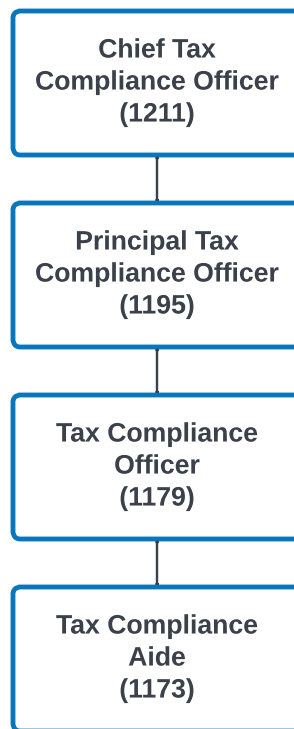 Chief Tax
Compliance Officer
(1211)
Principal Tax
Compliance Officer
(1195)
Tax Compliance
Officer
(1179)
Tax Compliance
Aide
(1173)